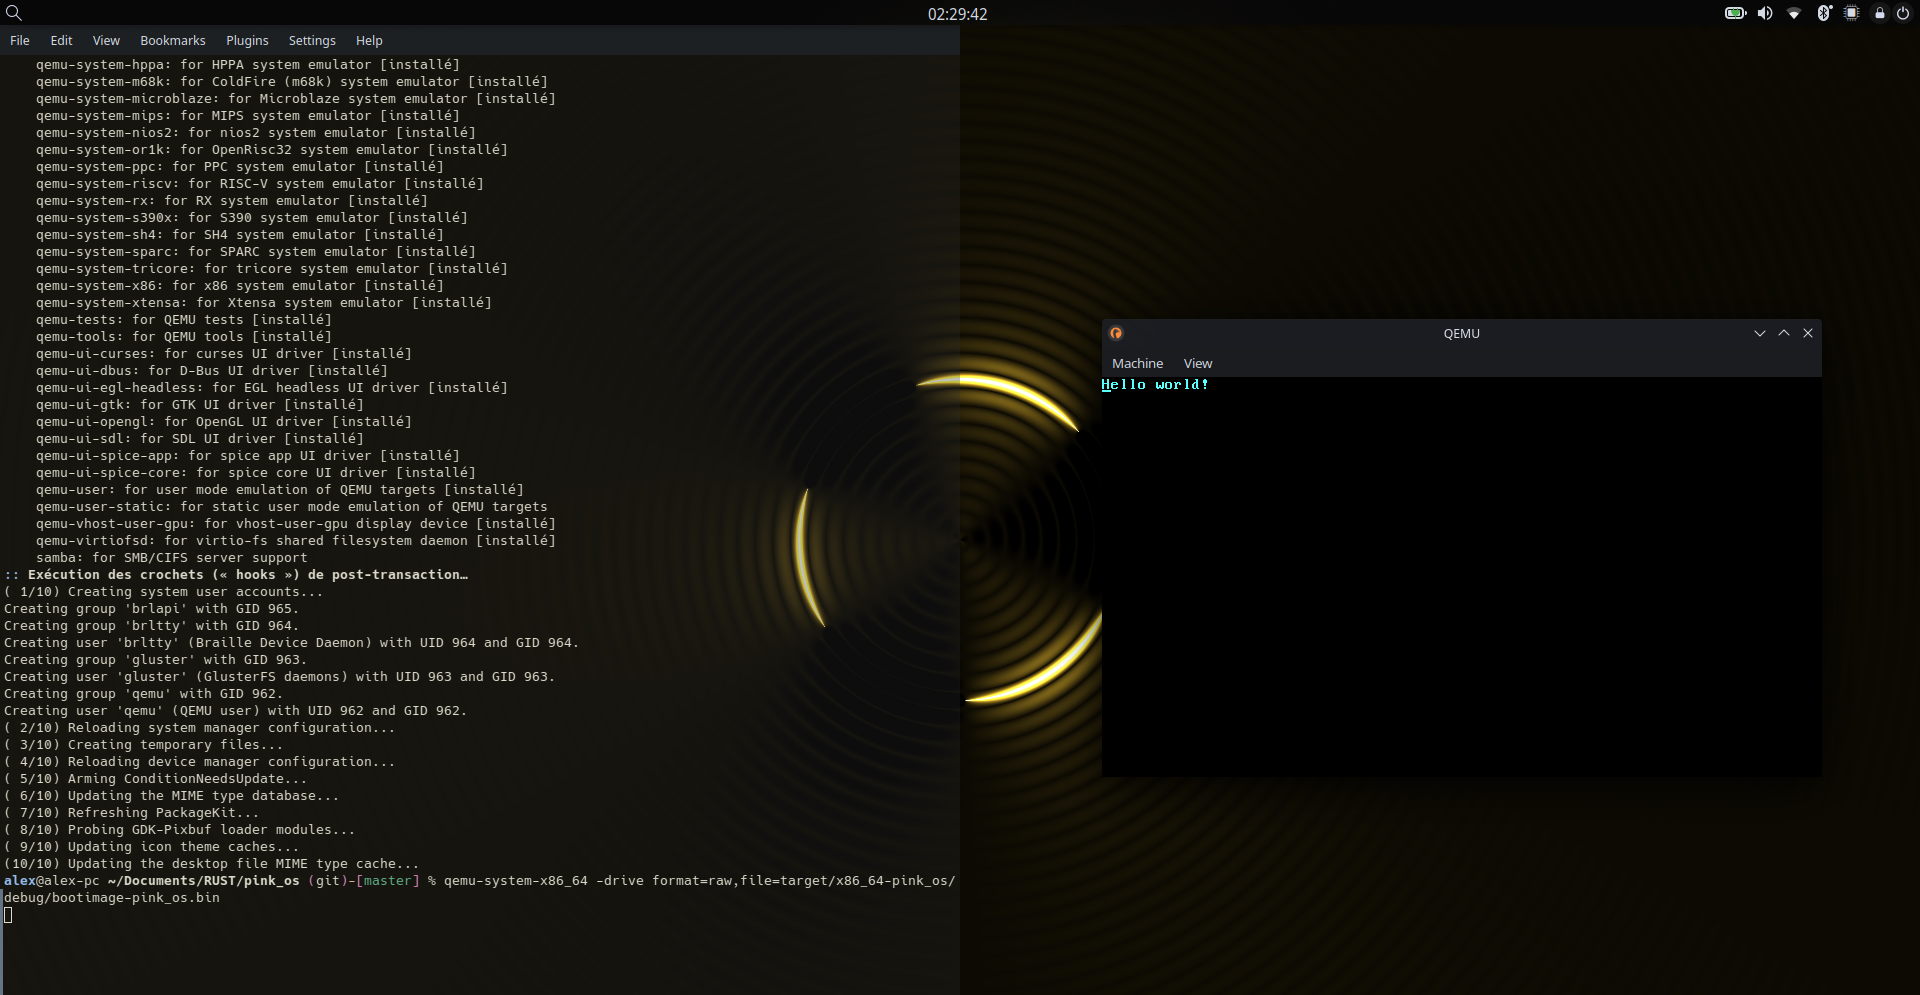 02:29:42
File Edit View Bookmarks Plugins Settings Help
qemu-system-hppa: for HPPA system emulator [installé]
qemu-system-m68k: for ColdFire (m68k) system emulator [installé]
qemu-system-microblaze: for Microblaze system emulator [installé]
qemu-system-mips: for MIPS system emulator [installé]
qemu-system-nios2: for nios2 system emulator [installé]
qemu-system-or1k: for OpenRisc32 system emulator [installé]
qemu-system-ppc: for PPC system emulator [installé]
qemu-system-riscv: for RISC-V system emulator [installé]
qemu-system-rx: for RX system emulator [installé]
qemu-system-s390x: for S390 system emulator [installé]
qemu-system-sh4: for SH4 system emulator [installé]
qemu-system-sparc: for SPARC system emulator [installé]
qemu-system-tricore: for tricore system emulator [installé]
qemu-system-x86: for x86 system emulator [installé]
qemu-system-xtensa: for Xtensa system emulator [installé]
qemu-tests: for QEMU tests [installé]
qemu-tools: for QEMU tools [installé]
qemu-ui-curses: for curses UI driver [installé]
qemu-ui-dbus: for D-Bus UI driver [installé]
qemu-ui-egl-headless: for EGL headless UI driver [installé]
qemu-ui-gtk: for GTK UI driver [installé]
qemu-ui-opengl: for OpenGL UI driver [installé]
qemu-ui-sdl: for SDL UI driver [installé]
qemu-ui-spice-app: for spice app UI driver [installé]
qemu-ui-spice-core: for spice core UI driver [installé]
qemu-user: for user mode emulation of QEMU targets [installé]
qemu-user-static: for static user mode emulation of QEMU targets
qemu-vhost-user-gpu: for vhost-user-gpu display device [installé]
qemu-virtiofsd: for virtio-fs shared filesystem daemon [installé]
samba: for SMB/CIFS server support
:: Exécution des crochets (« hooks ») de post-transaction…
( 1/10) Creating system user accounts...
Creating group 'brlapi' with GID 965.
Creating group 'brltty' with GID 964.
Creating user 'brltty' (Braille Device Daemon) with UID 964 and GID 964.
Creating group 'gluster' with GID 963.
Creating user 'gluster' (GlusterFS daemons) with UID 963 and GID 963.
Creating group 'qemu' with GID 962.
Creating user 'qemu' (QEMU user) with UID 962 and GID 962.
( 2/10) Reloading system manager configuration...
( 3/10) Creating temporary files...
( 4/10) Reloading device manager configuration...
( 5/10) Arming ConditionNeedsUpdate...
( 6/10) Updating the MIME type database...
( 7/10) Refreshing PackageKit...
( 8/10) Probing GDK-Pixbuf loader modules...
( 9/10) Updating icon theme caches...
(10/10) Updating the desktop file MIME type cache...
alex@alex-pc ~/Documents/RUST/pink_os (git)-[master] % qemu-system-x86_64 -drive format=raw,file=target/x86_64-pink_os/
debug/bootimage-pink_os.bin
QEMU
Machine View
Hello world!